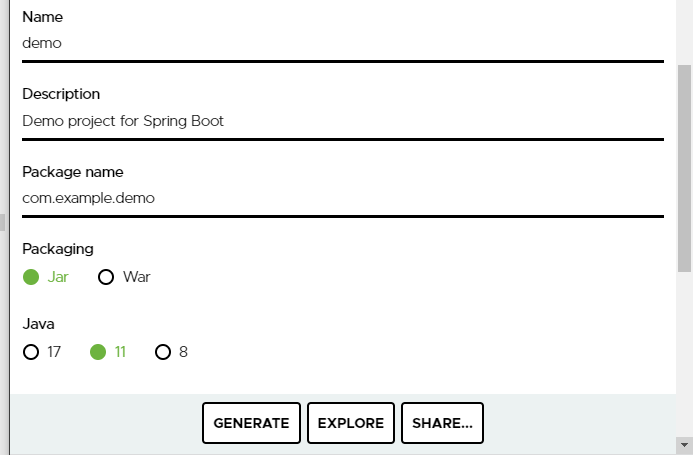 Name
demo
Description
Demo project for Spring Boot
Package name
com.example.demo
Packaging
Jar War
Java
17 11 8
GENERATE EXPLORE SHARE...